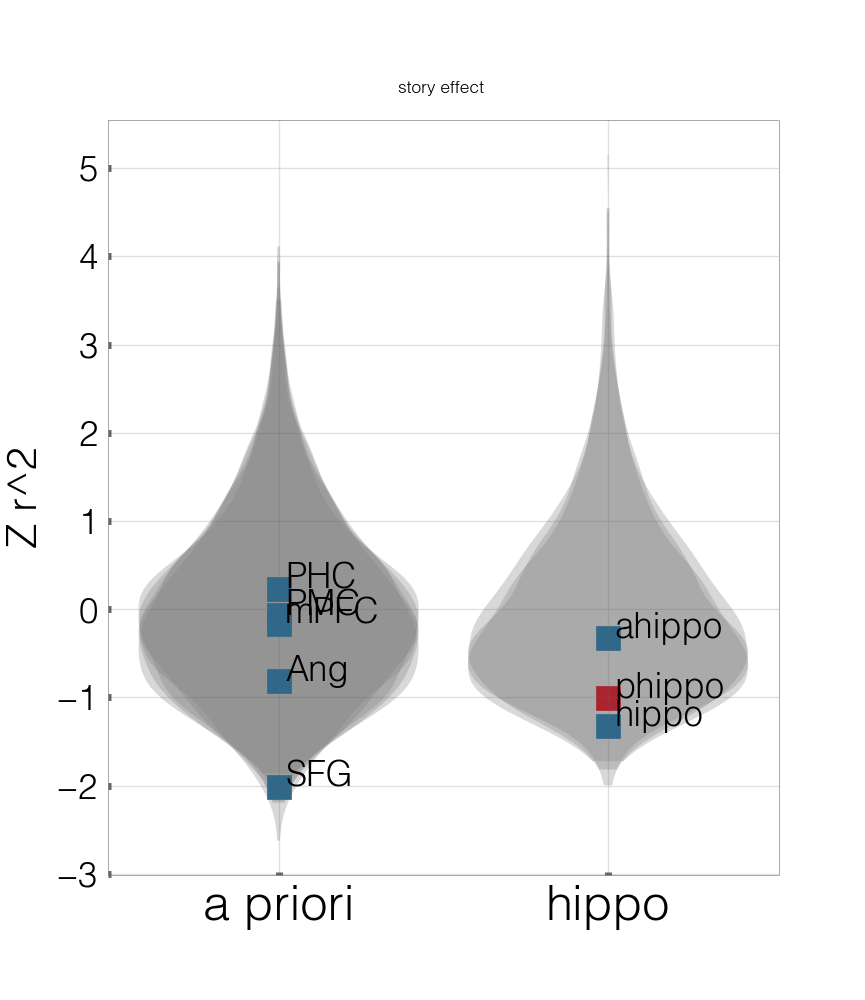 story effect
Z r^2
5
4
3
2
1
0
−1
−2
−3
PHC
PMC
mPFC
Ang
SFG
ahippo
phippo
hippo
a priori
hippo